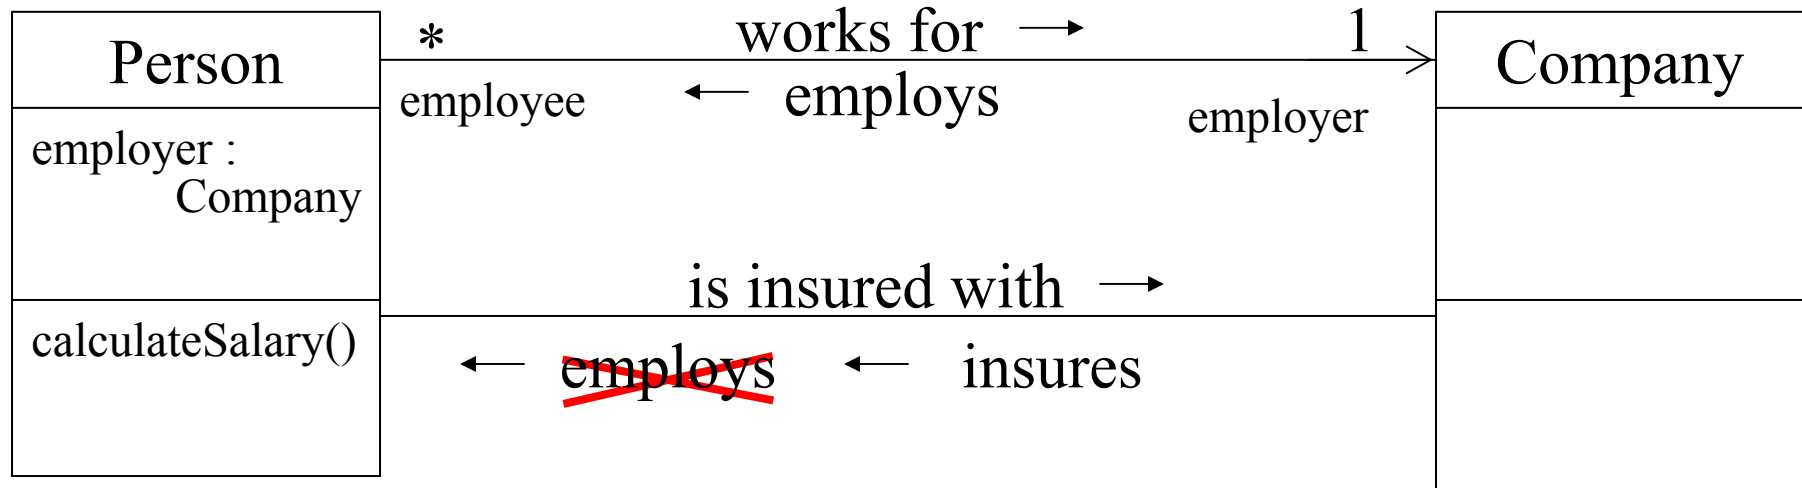 Person
* works for → 1
Company
employee ← employs employer
employer :
Company
is insured with →
calculateSalary()
← employs ← insures